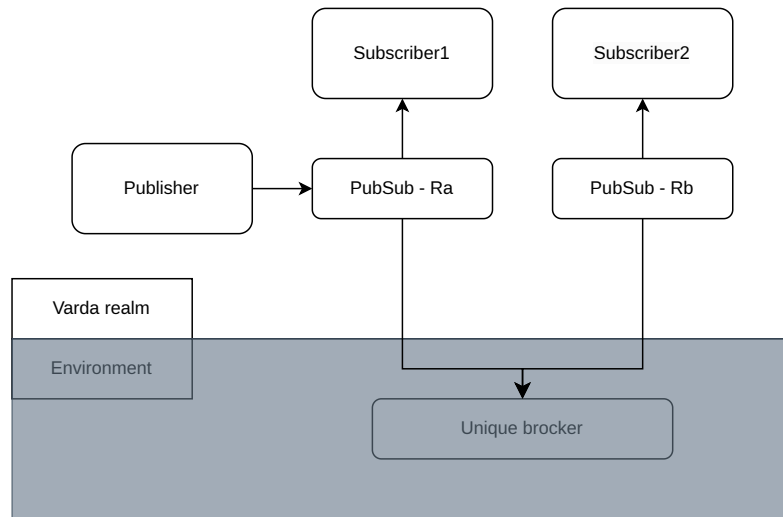 Subscriber1
Subscriber2
Publisher
PubSub - Ra
PubSub - Rb
Varda realm
Environment
Unique brocker